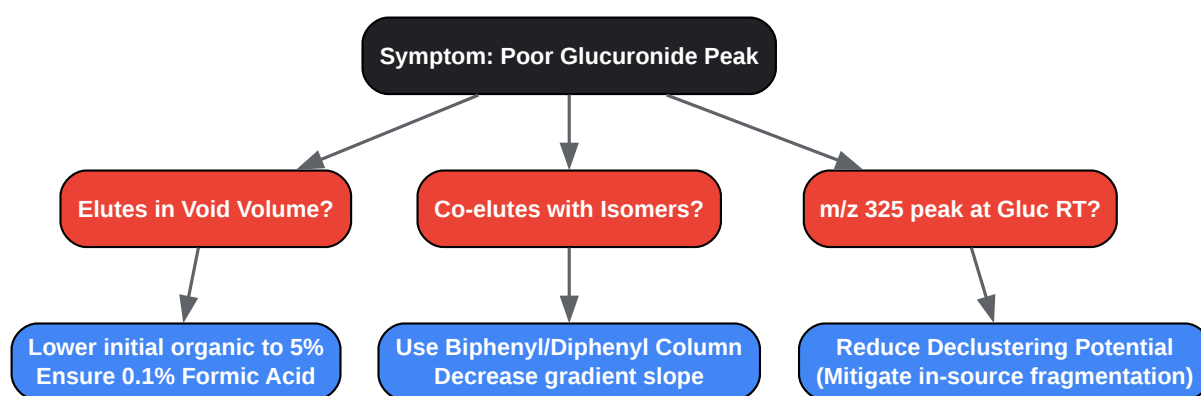 Symptom: Poor Glucuronide Peak
Elutes in Void Volume?
Co-elutes with Isomers?
m/z 325 peak at Gluc RT?
Lower initial organic to 5%
Ensure 0.1% Formic Acid
Use Biphenyl/Diphenyl Column
Decrease gradient slope
Reduce Declustering Potential
(Mitigate in-source fragmentation)